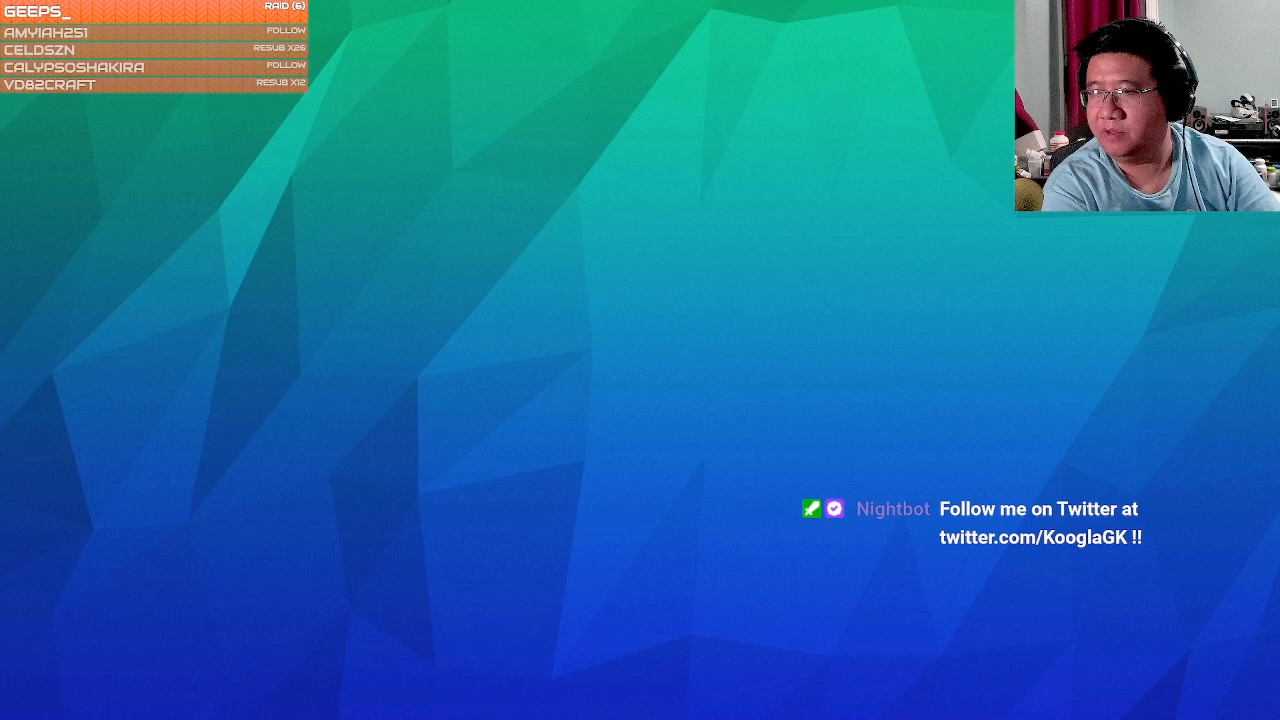 GEEPS_ RAID (6)
AMYIAH251 FOLLOW
CELDSZN RESUB X26
CALYPSOSHAKIRA FOLLOW
VD82CRAFT RESUB X12
Nightbot Follow me on Twitter at
twitter.com/KooglaGK !!